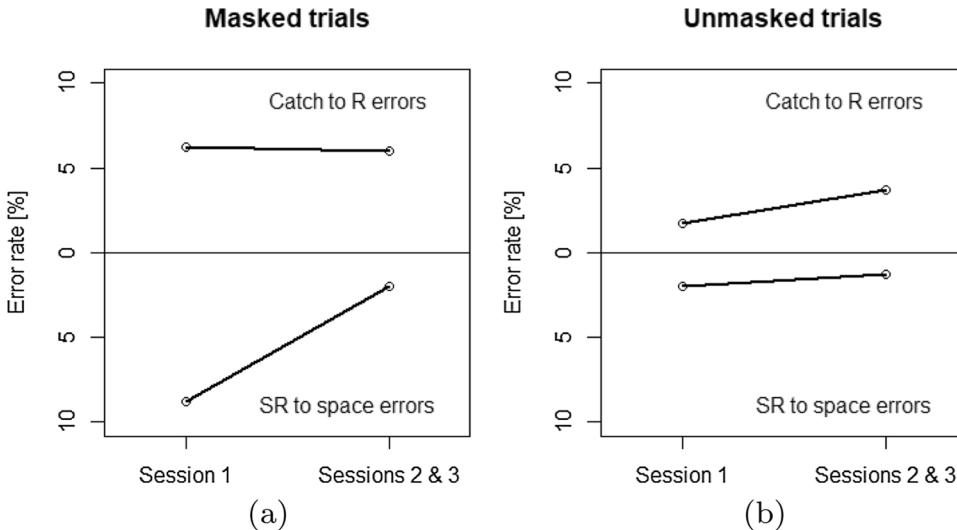 Masked trials
Error rate [%]
10
5
0
5
10
Catch to R errors
SR to space errors
Session 1
Sessions 2 & 3
(a)
Unmasked trials
Error rate [%]
10
5
0
5
10
Catch to R errors
SR to space errors
Session 1
Sessions 2 & 3
(b)